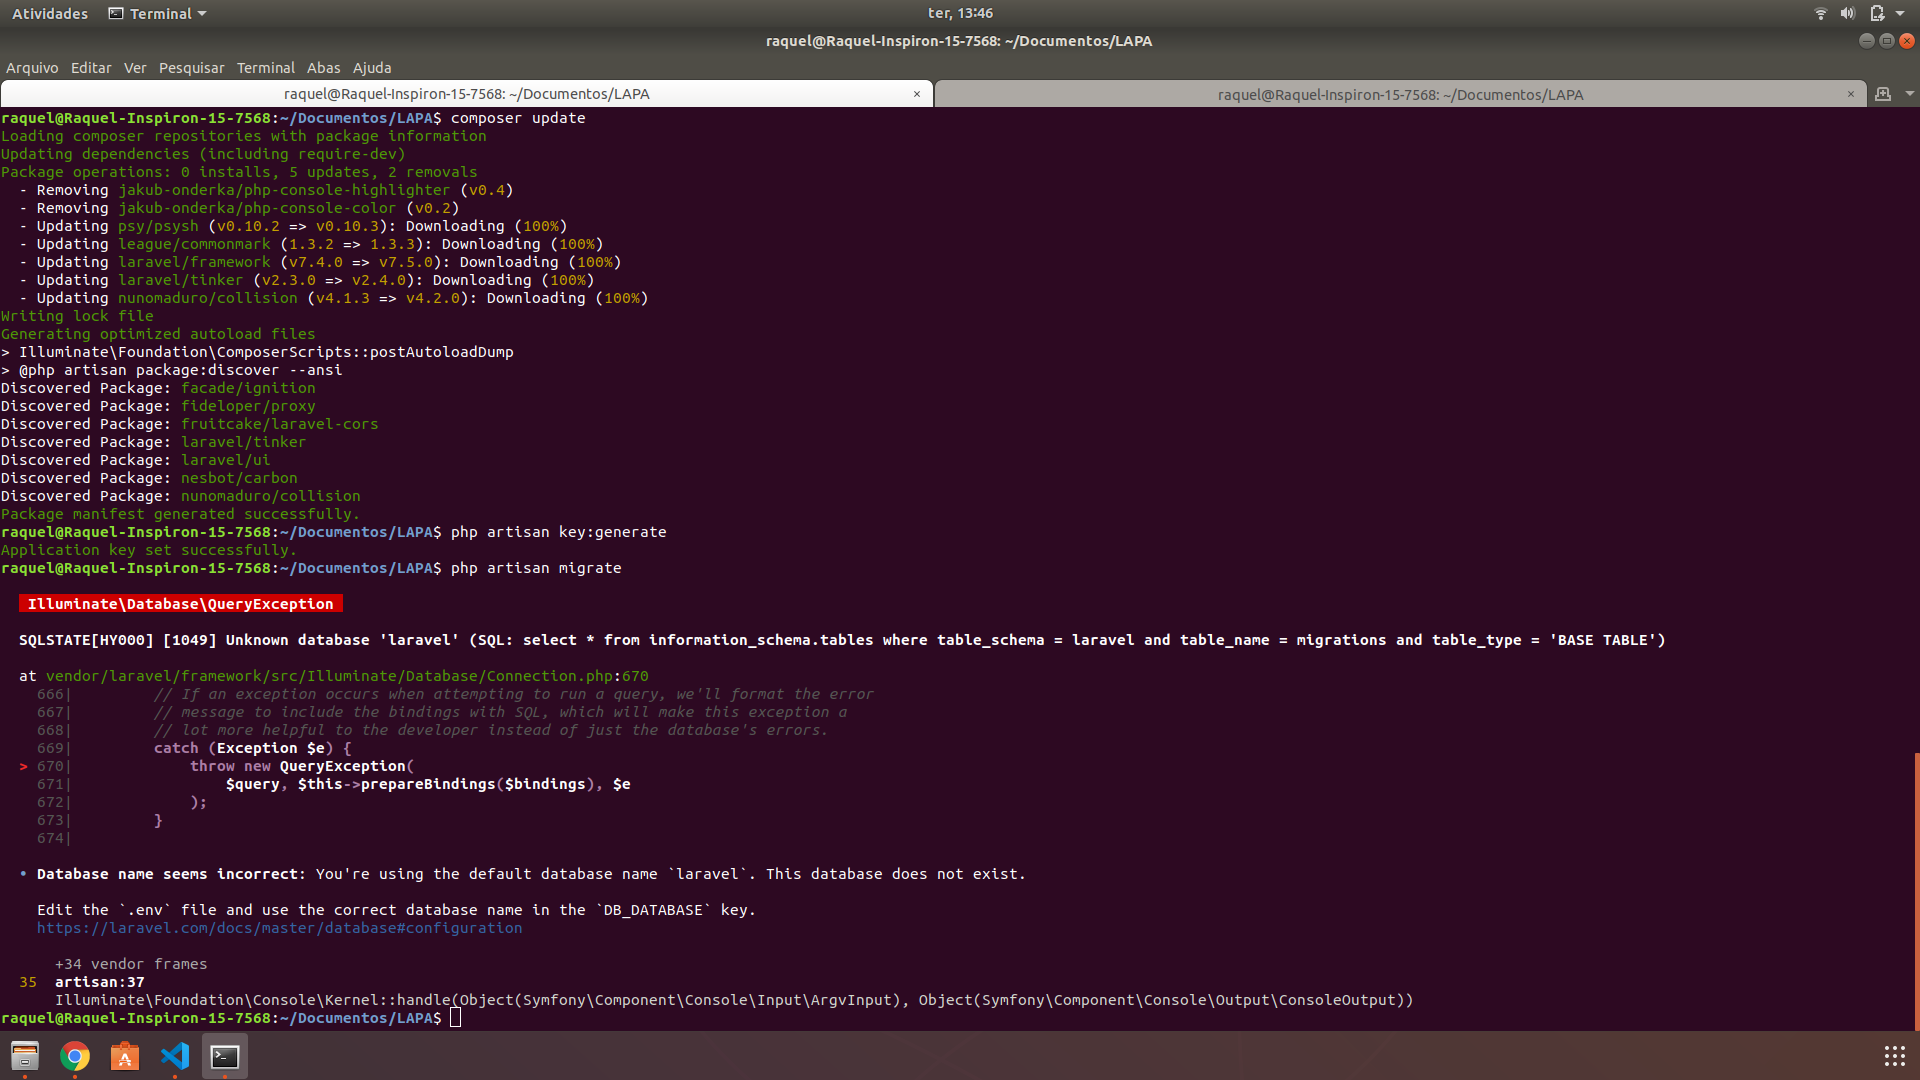 Atividades Terminal ter, 13:46
raquel@Raquel-Inspiron-15-7568: ~/Documentos/LAPA
Arquivo Editar Ver Pesquisar Terminal Abas Ajuda
raquel@Raquel-Inspiron-15-7568: ~/Documentos/LAPA × raquel@Raquel-Inspiron-15-7568: ~/Documentos/LAPA ×
raquel@Raquel-Inspiron-15-7568:~/Documentos/LAPA$ composer update
Loading composer repositories with package information
Updating dependencies (including require-dev)
Package operations: 0 installs, 5 updates, 2 removals
  - Removing jakub-onderka/php-console-highlighter (v0.4)
  - Removing jakub-onderka/php-console-color (v0.2)
  - Updating psy/psysh (v0.10.2 => v0.10.3): Downloading (100%)
  - Updating league/commonmark (1.3.2 => 1.3.3): Downloading (100%)
  - Updating laravel/framework (v7.4.0 => v7.5.0): Downloading (100%)
  - Updating laravel/tinker (v2.3.0 => v2.4.0): Downloading (100%)
  - Updating nunomaduro/collision (v4.1.3 => v4.2.0): Downloading (100%)
Writing lock file
Generating optimized autoload files
> Illuminate\Foundation\ComposerScripts::postAutoloadDump
> @php artisan package:discover --ansi
Discovered Package: facade/ignition
Discovered Package: fideloper/proxy
Discovered Package: fruitcake/laravel-cors
Discovered Package: laravel/tinker
Discovered Package: laravel/ui
Discovered Package: nesbot/carbon
Discovered Package: nunomaduro/collision
Package manifest generated successfully.
raquel@Raquel-Inspiron-15-7568:~/Documentos/LAPA$ php artisan key:generate
Application key set successfully.
raquel@Raquel-Inspiron-15-7568:~/Documentos/LAPA$ php artisan migrate
Illuminate\Database\QueryException
SQLSTATE[HY000] [1049] Unknown database 'laravel' (SQL: select * from information_schema.tables where table_schema = laravel and table_name = migrations and table_type = 'BASE TABLE')
at vendor/laravel/framework/src/Illuminate/Database/Connection.php:670
666| // If an exception occurs when attempting to run a query, we'll format the error
667| // message to include the bindings with SQL, which will make this exception a
668| // lot more helpful to the developer instead of just the database's errors.
669| catch (Exception $e) {
> 670| throw new QueryException(
671| $query, $this->prepareBindings($bindings), $e
672| );
673| }
674|
• Database name seems incorrect: You're using the default database name `laravel`. This database does not exist.
Edit the `.env` file and use the correct database name in the `DB_DATABASE` key.
https://laravel.com/docs/master/database#configuration
+34 vendor frames
35 artisan:37
Illuminate\Foundation\Console\Kernel::handle(Object(Symfony\Component\Console\Input\ArgvInput), Object(Symfony\Component\Console\Output\ConsoleOutput))
raquel@Raquel-Inspiron-15-7568:~/Documentos/LAPA$